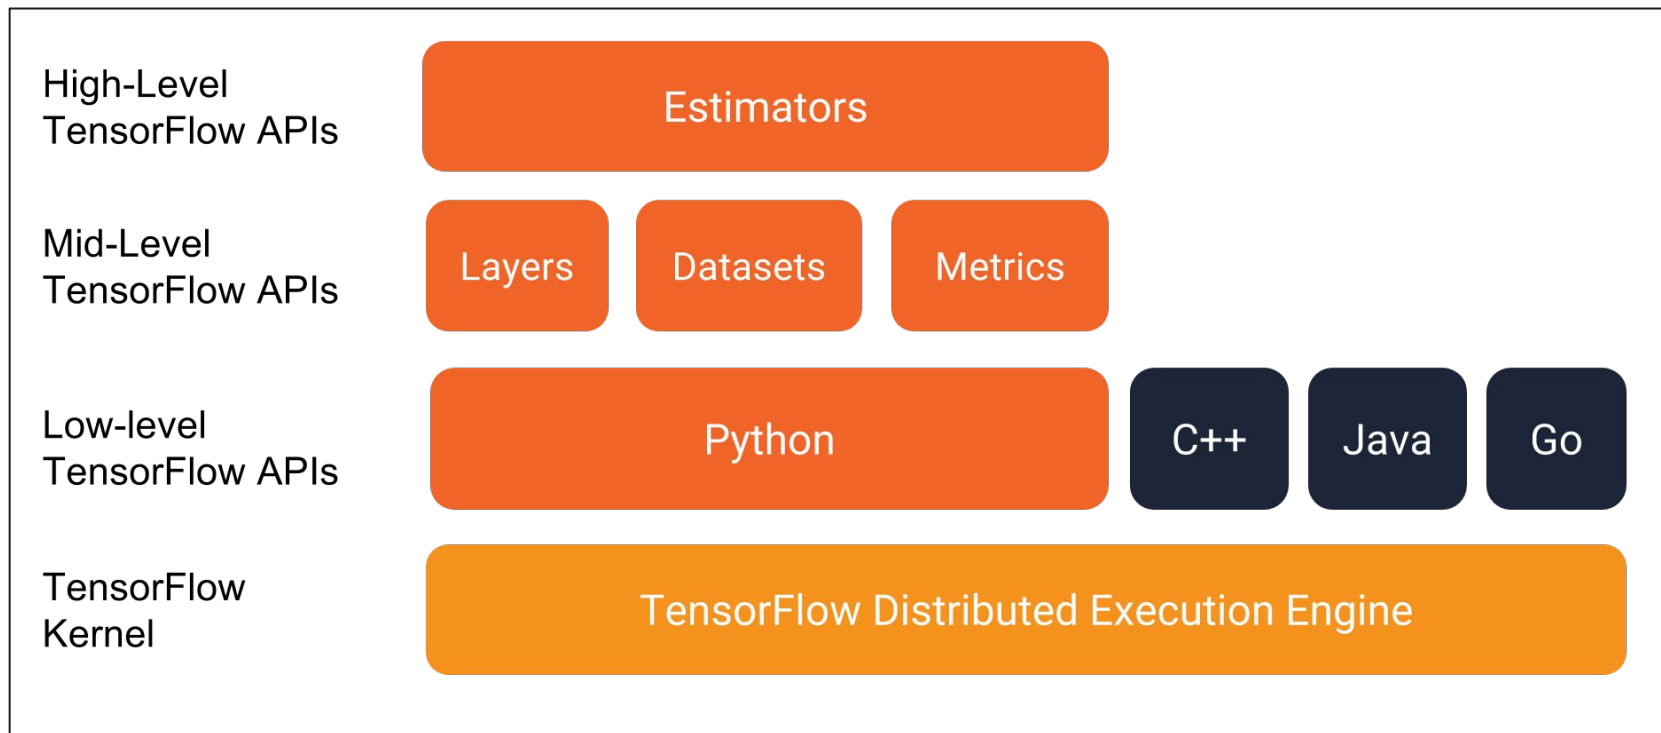 High-Level
TensorFlow APIs
Estimators
Mid-Level
TensorFlow APIs
Layers
Datasets
Metrics
Low-level
TensorFlow APIs
Python
C++
Java
Go
TensorFlow
Kernel
TensorFlow Distributed Execution Engine